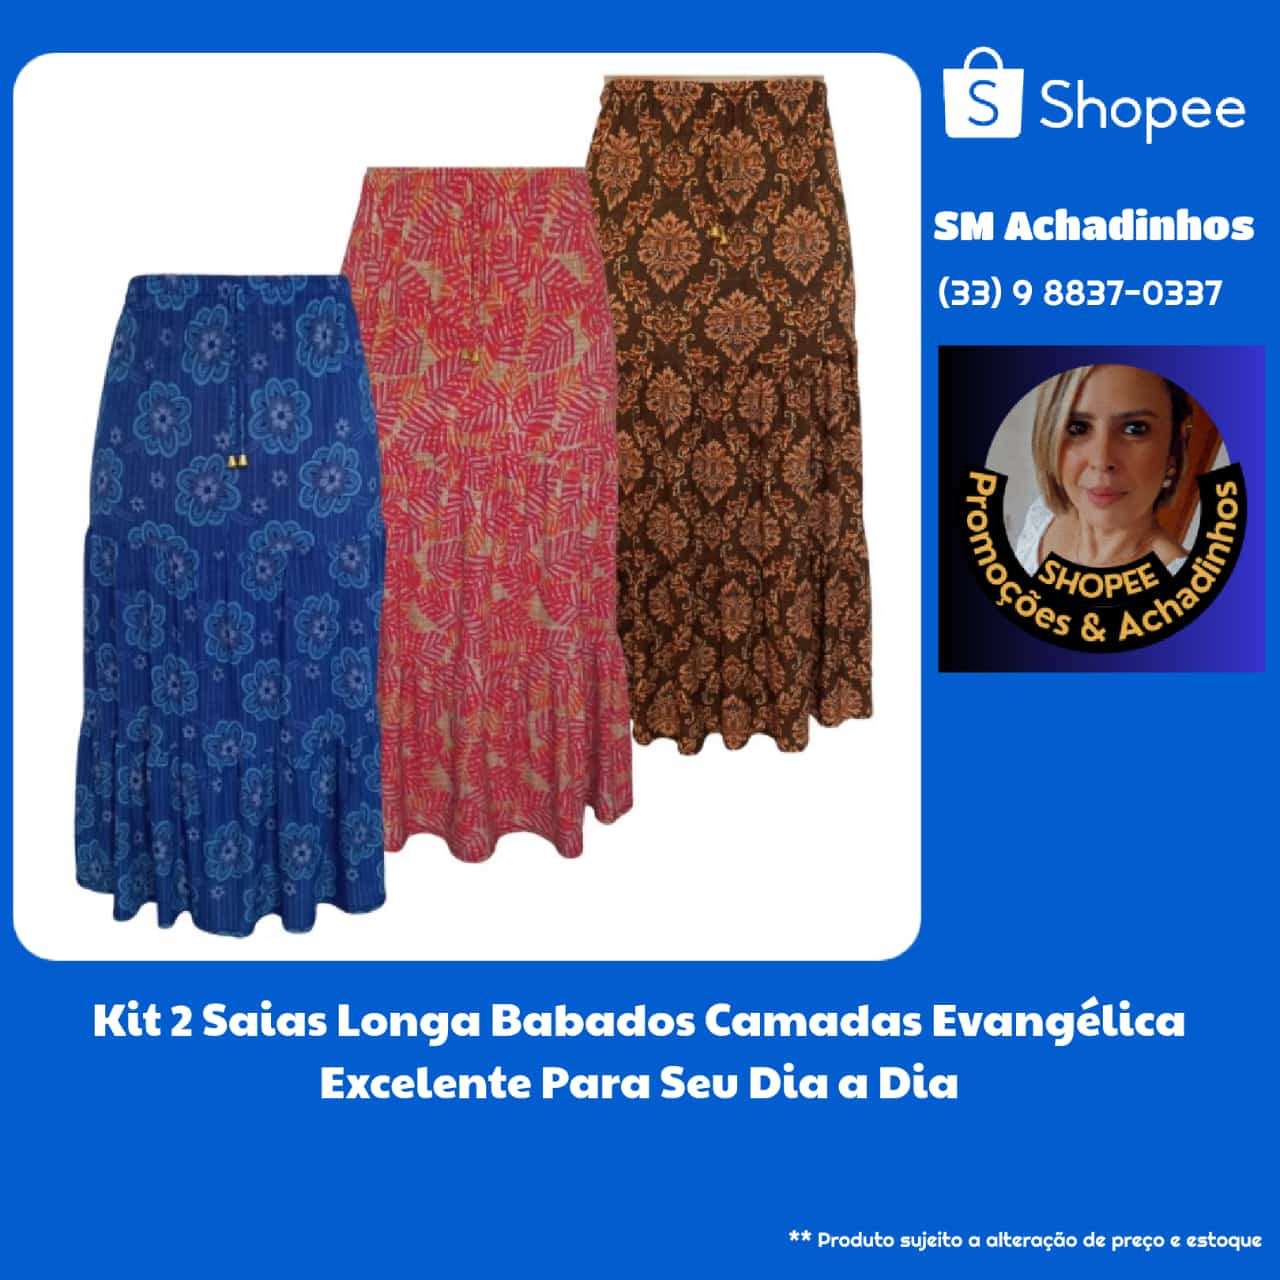 S Shopee
SM Achadinhos
(33) 9 8837-0337
SHOPEE
Promoções & Achadinhos
Kit 2 Saias Longa Babados Camadas Evangélica
Excelente Para Seu Dia a Dia
** Produto sujeito a alteração de preço e estoque